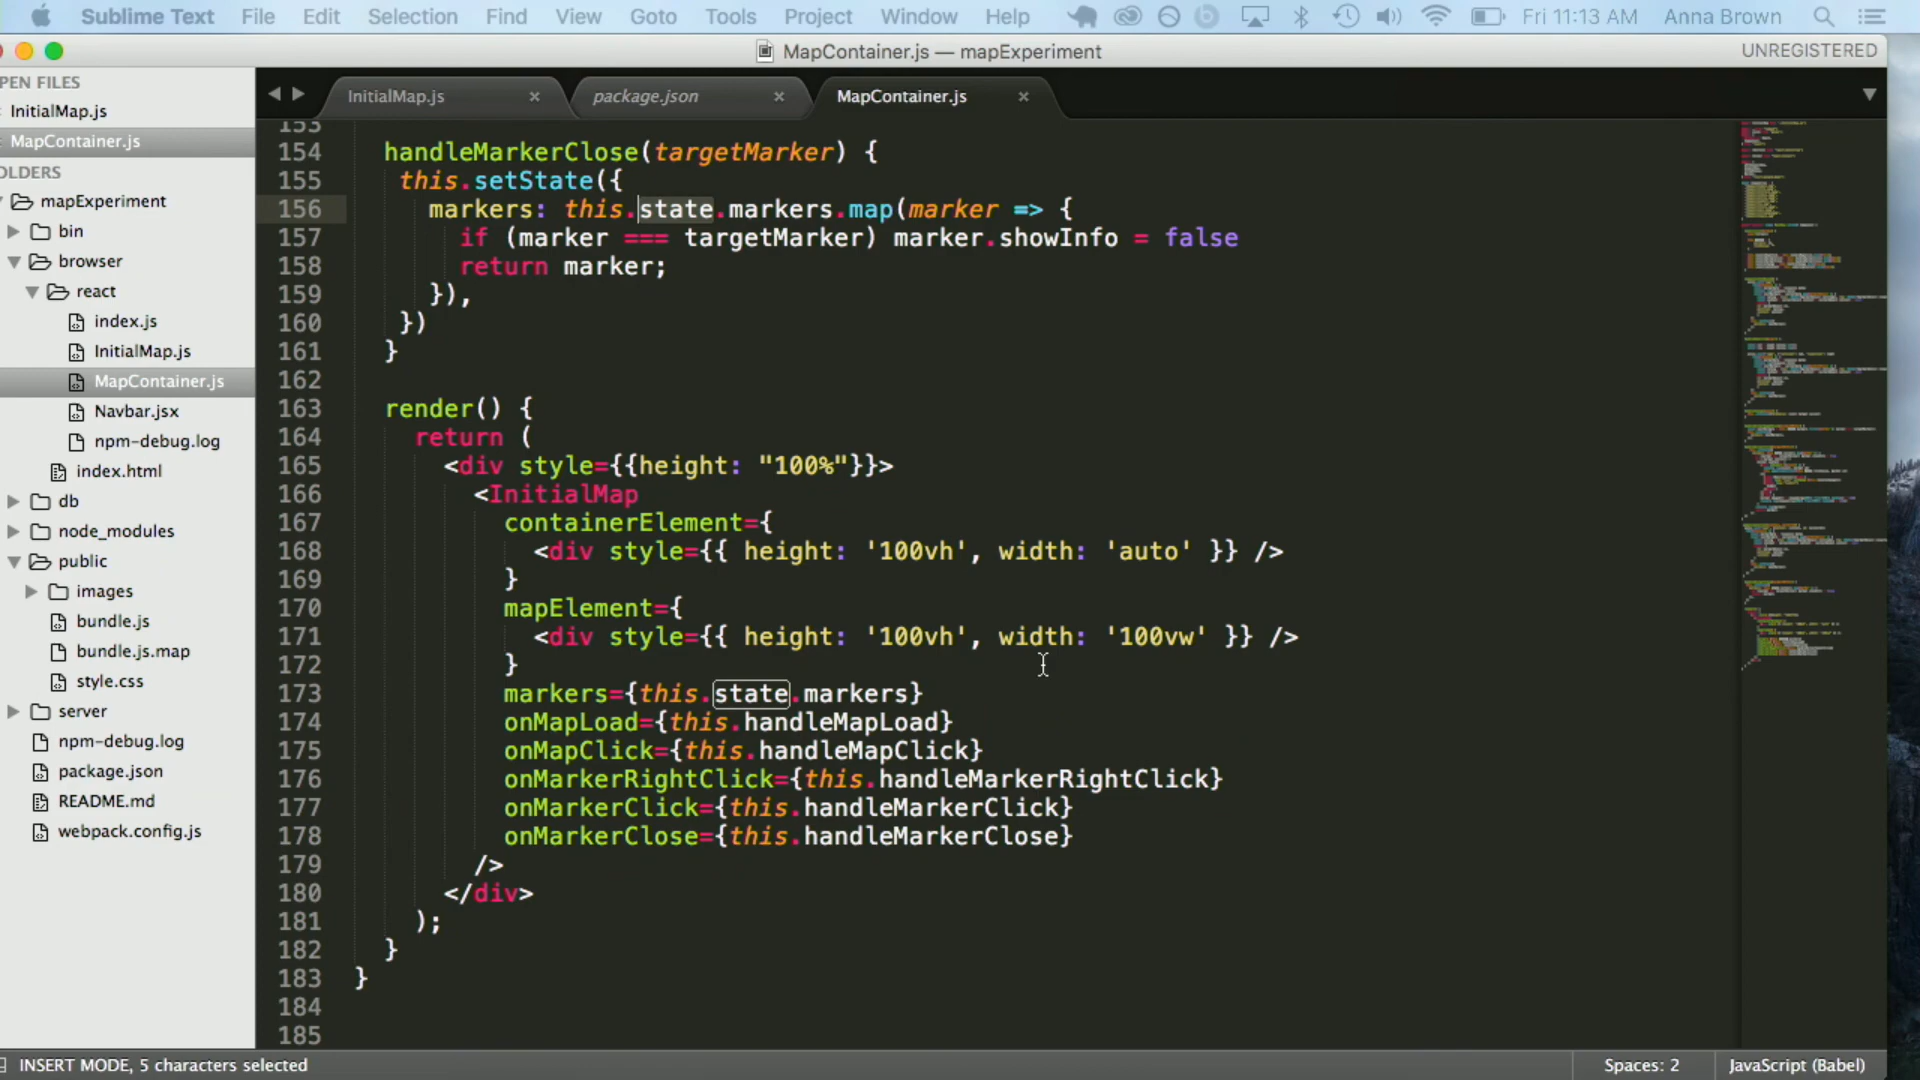 Sublime Text File Edit Selection Find View Goto Tools Project Window Help Fri 11:13 AM Anna Brown
MapContainer.js — mapExperiment UNREGISTERED
PEN FILES
InitialMap.js
MapContainer.js
OLDERS
mapExperiment
bin
browser
react
index.js
InitialMap.js
MapContainer.js
Navbar.jsx
npm-debug.log
index.html
db
node_modules
public
images
bundle.js
bundle.js.map
style.css
server
npm-debug.log
package.json
README.md
webpack.config.js
InitialMap.js package.json MapContainer.js
153
154 handleMarkerClose(targetMarker) {
155 this.setState({
156 markers: this.state.markers.map(marker => {
157 if (marker === targetMarker) marker.showInfo = false
158 return marker;
159 }),
160 })
161 }
162
163 render() {
164 return (
165 <div style={{height: "100%"}}>
166 <InitialMap
167 containerElement={
168 <div style={{ height: '100vh', width: 'auto' }} />
169 }
170 mapElement={
171 <div style={{ height: '100vh', width: '100vw' }} />
172 }
173 markers={this.state.markers}
174 onMapLoad={this.handleMapLoad}
175 onMapClick={this.handleMapClick}
176 onMarkerRightClick={this.handleMarkerRightClick}
177 onMarkerClick={this.handleMarkerClick}
178 onMarkerClose={this.handleMarkerClose}
179 />
180 </div>
181 );
182 }
183 }
184
185
INSERT MODE, 5 characters selected Spaces: 2 JavaScript (Babel)